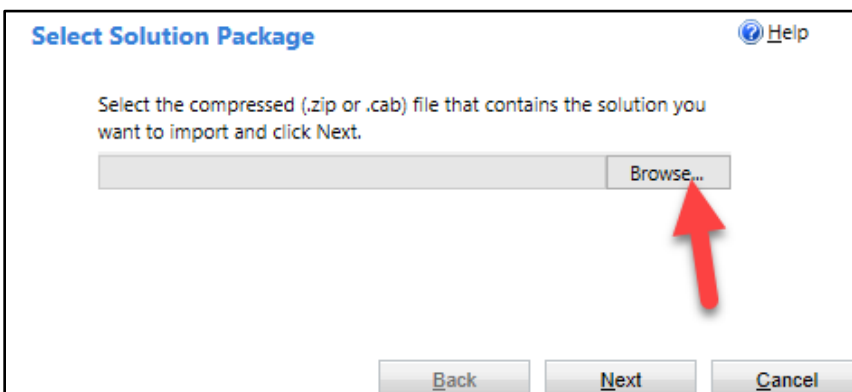 Select Solution Package
Help
Select the compressed (.zip or .cab) file that contains the solution you
want to import and click Next.
Browse...
Back
Next
Cancel